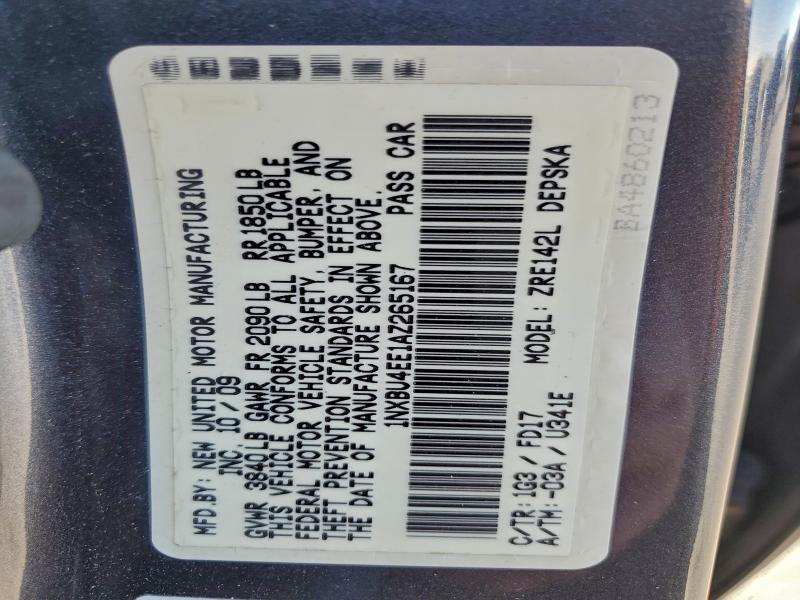 MFD.BY: NEW UNITED MOTOR MANUFACTURING
INC. 10/09
GVWR 3840LB GAWR FR 2090LB RR1850LB
THIS VEHICLE CONFORMS TO ALL APPLICABLE
FEDERAL MOTOR VEHICLE SAFETY, BUMPER, AND
THEFT PREVENTION STANDARDS IN EFFECT ON
THE DATE OF MANUFACTURE SHOWN ABOVE.
1NXBU4EE1AZ265167 PASS CAR
C/TR: 1G3 / FD17 MODEL: ZRE142L DEPSKA
A/TM: -03A / U341E
BA4860213